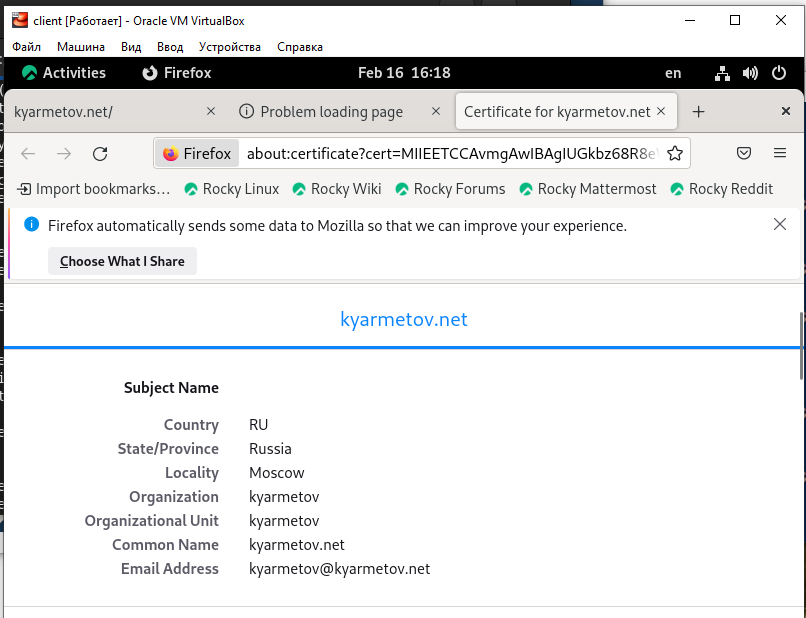 client [Работает] - Oracle VM VirtualBox
Файл Машина Вид Ввод Устройства Справка
Activities Firefox Feb 16 16:18 en
kyarmetov.net/ Problem loading page Certificate for kyarmetov.net
Firefox about:certificate?cert=MIIEETCCAvmgAwIBAgIUGkbz68R8e
Import bookmarks… Rocky Linux Rocky Wiki Rocky Forums Rocky Mattermost Rocky Reddit
Firefox automatically sends some data to Mozilla so that we can improve your experience.
Choose What I Share
kyarmetov.net
Subject Name
Country RU
State/Province Russia
Locality Moscow
Organization kyarmetov
Organizational Unit kyarmetov
Common Name kyarmetov.net
Email Address kyarmetov@kyarmetov.net